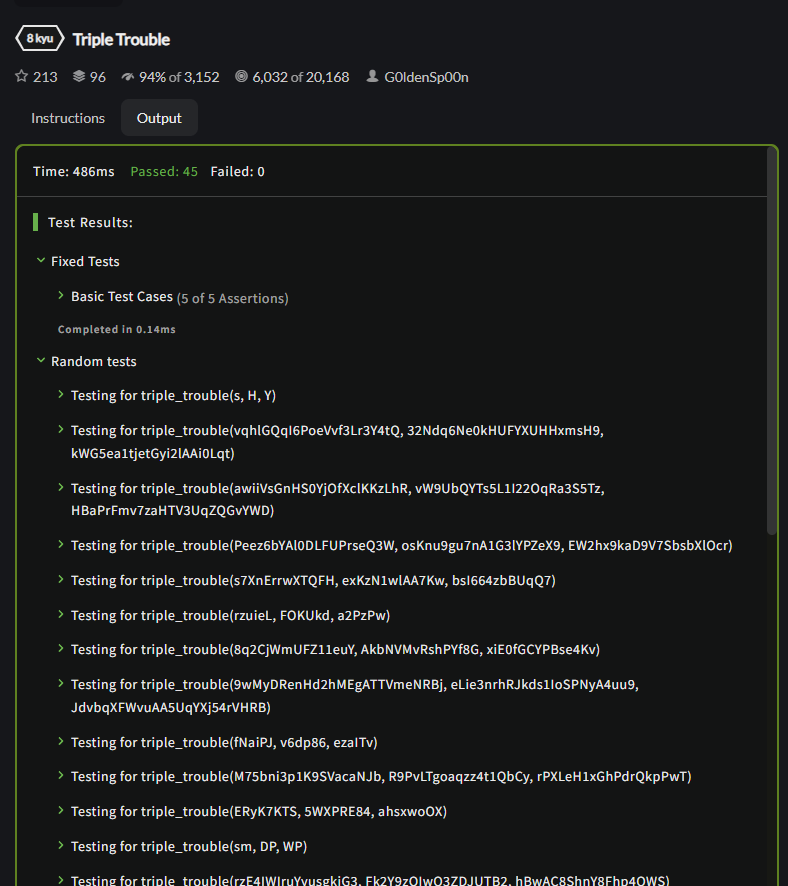 8 kyu Triple Trouble
213 96 94% of 3,152 6,032 of 20,168 G0ldenSp00n
Instructions Output
Time: 486ms Passed: 45 Failed: 0
Test Results:
Fixed Tests
Basic Test Cases (5 of 5 Assertions)
Completed in 0.14ms
Random tests
Testing for triple_trouble(s, H, Y)
Testing for triple_trouble(vqhlGQqI6PoeVvf3Lr3Y4tQ, 32Ndq6Ne0kHUFYXUHHxmsH9,
kWG5ea1tjetGyi2lAAi0Lqt)
Testing for triple_trouble(awiiVsGnHS0YjOfXclKKzLhR, vW9UbQYTs5L1I22OqRa3S5Tz,
HBaPrFmv7zaHTV3UqZQGvYWD)
Testing for triple_trouble(Peez6bYAl0DLFUPrseQ3W, osKnu9gu7nA1G3lYPZeX9, EW2hx9kaD9V7SbsbXlOcr)
Testing for triple_trouble(s7XnErrwXTQFH, exKzN1wlAA7Kw, bsI664zbBUqQ7)
Testing for triple_trouble(rzuieL, FOKUkd, a2PzPw)
Testing for triple_trouble(8q2CjWmUFZ11euY, AkbNVMvRshPYf8G, xiE0fGCYPBse4Kv)
Testing for triple_trouble(9wMyDRenHd2hMEgATTVmeNRBj, eLie3nrhRJkds1IoSPNyA4uu9,
JdvbqXFWvuAA5UqYXj54rVHRB)
Testing for triple_trouble(fNaiPJ, v6dp86, ezaITv)
Testing for triple_trouble(M75bni3p1K9SVacaNJb, R9PvLTgoaqzz4t1QbCy, rPXLeH1xGhPdrQkpPwT)
Testing for triple_trouble(ERyK7KTS, 5WXPRE84, ahsxwoOX)
Testing for triple_trouble(sm, DP, WP)
Testing for triple_trouble(rzE4IWIruYvusgkiG3, Fk2Y9zQIwO3ZDJUTB2, hBwAC8ShnY8Fhp4OWS)